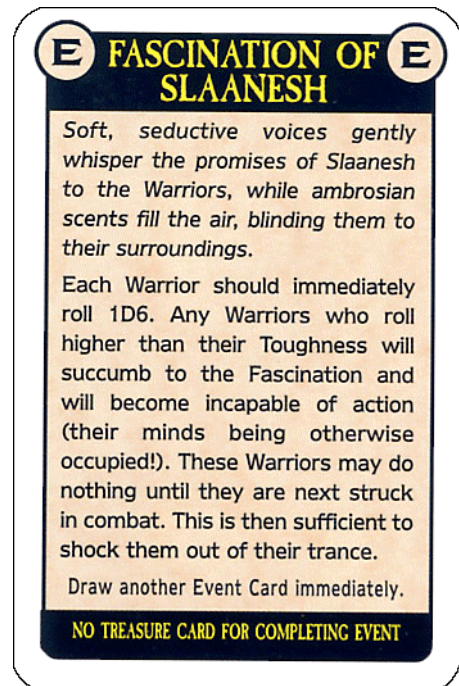 E FASCINATION OF E
SLAANESH
Soft, seductive voices gently
whisper the promises of Slaanesh
to the Warriors, while ambrosian
scents fill the air, blinding them to
their surroundings.
Each Warrior should immediately
roll 1D6. Any Warriors who roll
higher than their Toughness will
succumb to the Fascination and
will become incapable of action
(their minds being otherwise
occupied!). These Warriors may do
nothing until they are next struck
in combat. This is then sufficient to
shock them out of their trance.
Draw another Event Card immediately.
NO TREASURE CARD FOR COMPLETING EVENT